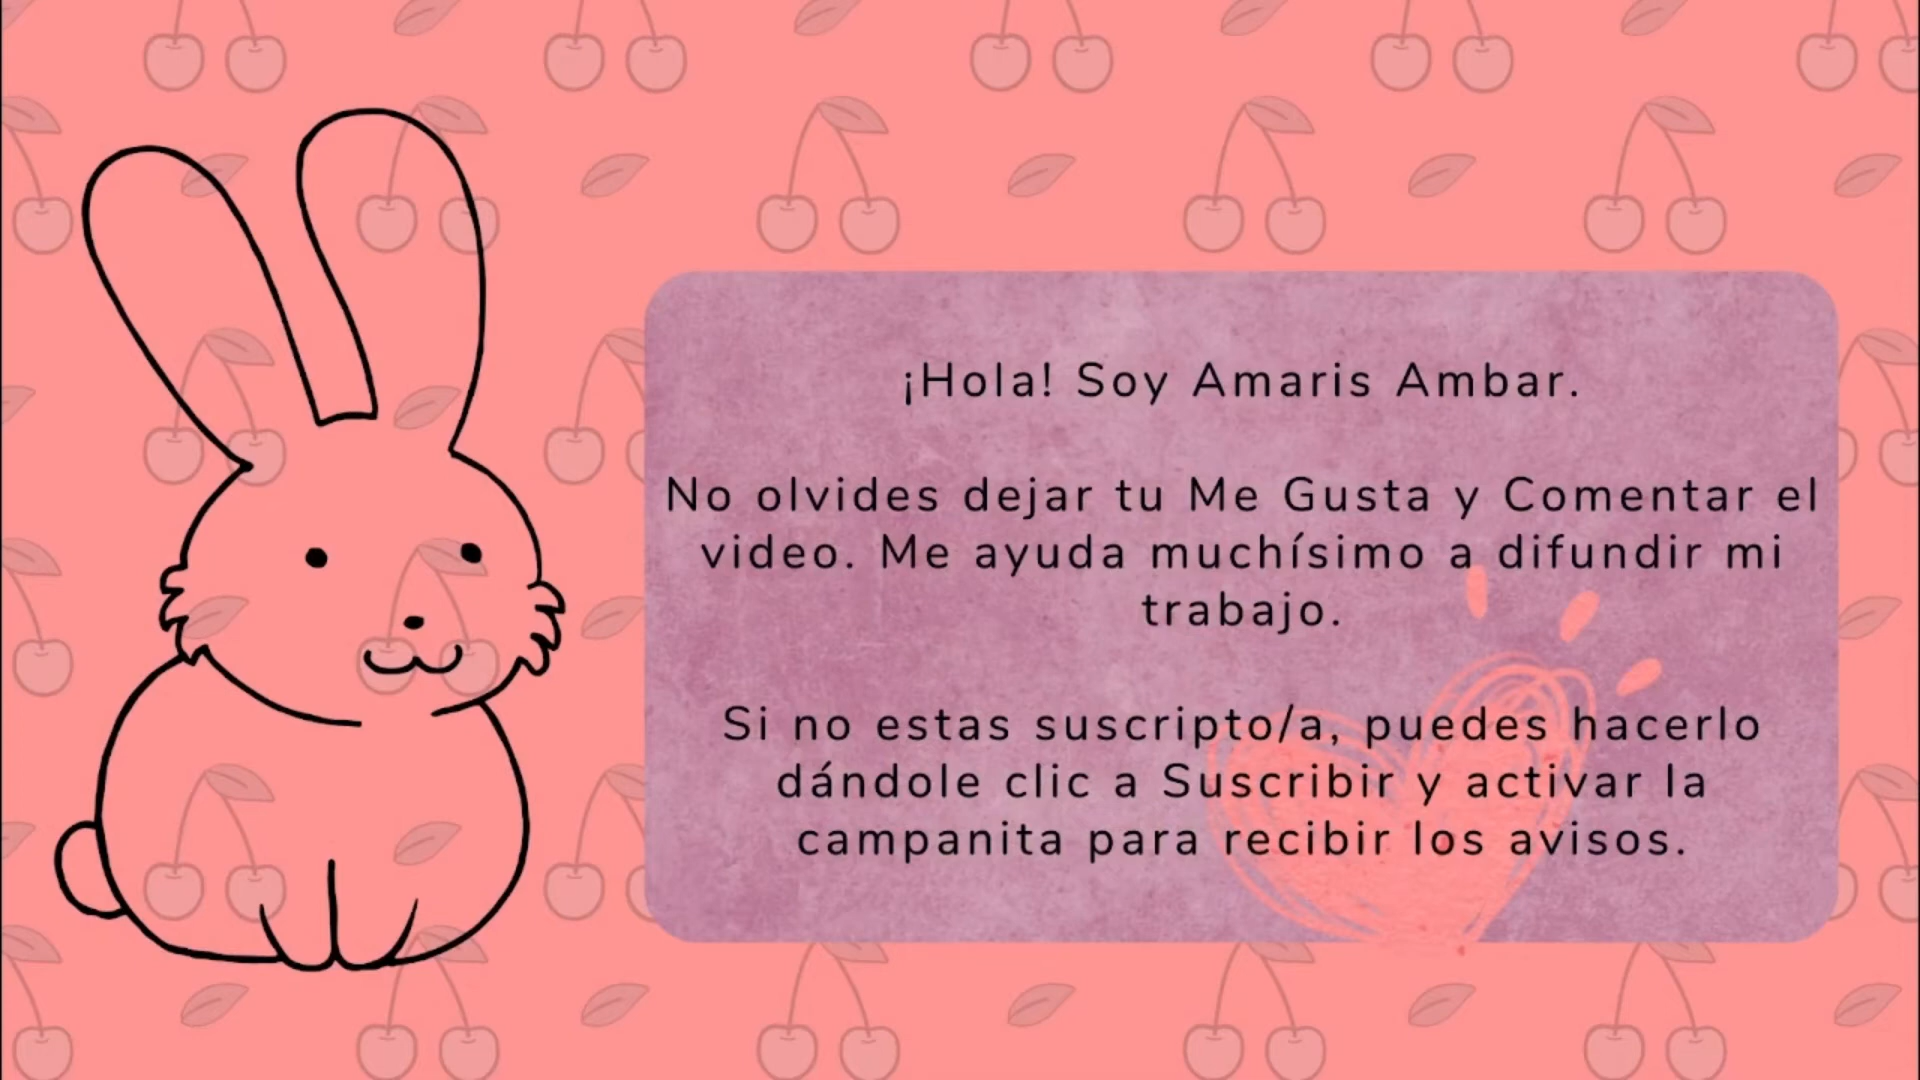 ¡Hola! Soy Amaris Ambar.
No olvides dejar tu Me Gusta y Comentar el
video. Me ayuda muchísimo a difundir mi
trabajo.
Si no estas suscripto/a, puedes hacerlo
dándole clic a Suscribir y activar la
campanita para recibir los avisos.